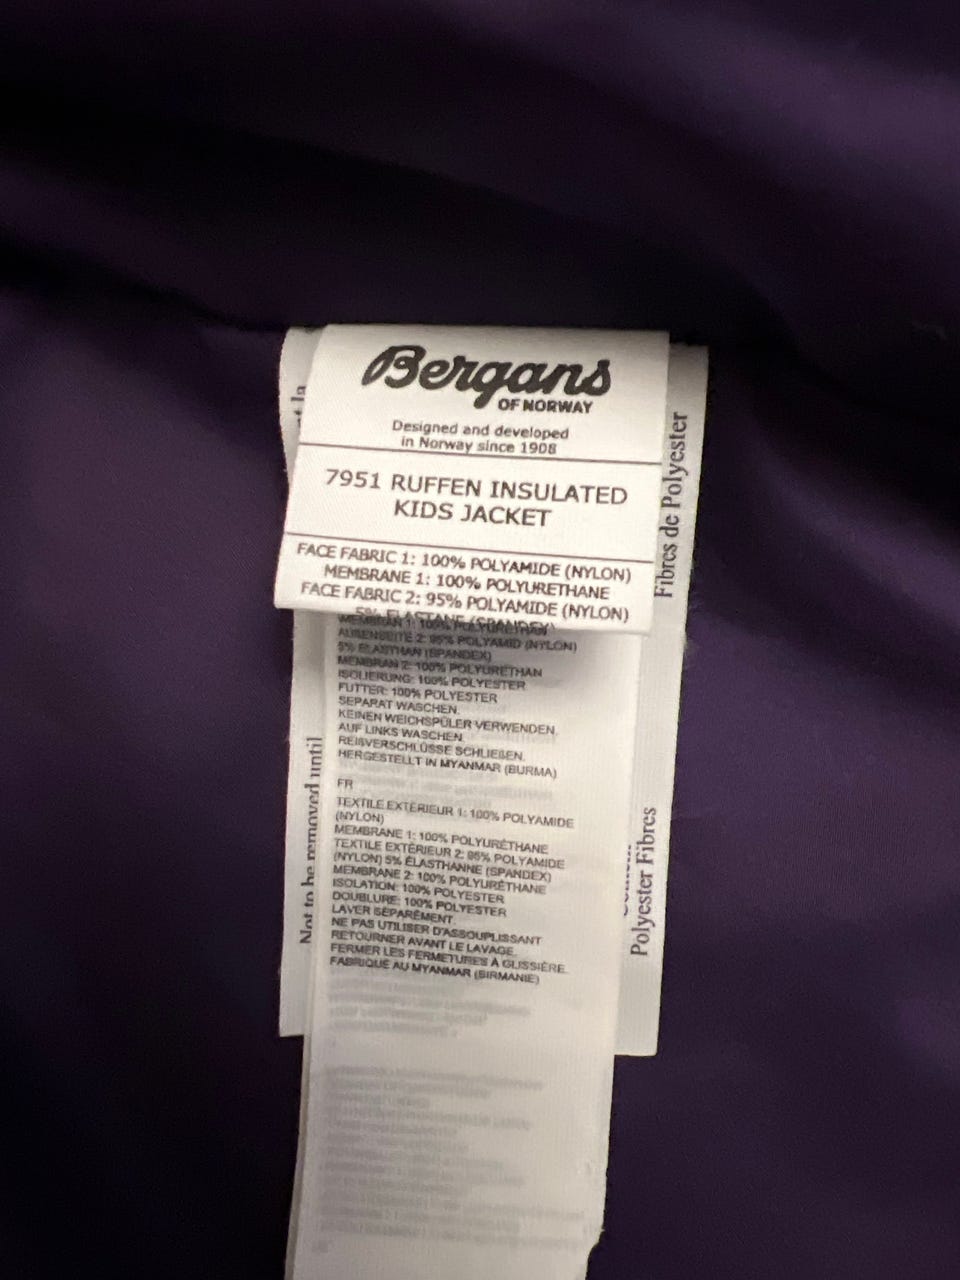 Bergans
OF NORWAY
Designed and developed
in Norway since 1908
7951 RUFFEN INSULATED
KIDS JACKET
FACE FABRIC 1: 100% POLYAMIDE (NYLON)
MEMBRANE 1: 100% POLYURETHANE
FACE FABRIC 2: 95% POLYAMIDE (NYLON)
5% ELASTANE (SPANDEX)
MEMBRAN 1: 100% POLYURETHAN
AUßENSEITE 2: 95% POLYAMID (NYLON)
5% ELASTHAN (SPANDEX)
MEMBRAN 2: 100% POLYURETHAN
ISOLIERUNG: 100% POLYESTER
FUTTER: 100% POLYESTER
SEPARAT WASCHEN.
KEINEN WEICHSPÜLER VERWENDEN.
AUF LINKS WASCHEN.
REIßVERSCHLÜSSE SCHLIEßEN.
HERGESTELLT IN MYANMAR (BURMA)
FR
TEXTILE EXTÉRIEUR 1: 100% POLYAMIDE
(NYLON)
MEMBRANE 1: 100% POLYURÉTHANE
TEXTILE EXTÉRIEUR 2: 95% POLYAMIDE
(NYLON) 5% ÉLASTHANNE (SPANDEX)
MEMBRANE 2: 100% POLYURÉTHANE
ISOLATION: 100% POLYESTER
DOUBLURE: 100% POLYESTER
LAVER SÉPARÉMENT.
NE PAS UTILISER D'ASSOUPLISSANT
RETOURNER AVANT LE LAVAGE.
FERMER LES FERMETURES À GLISSIÈRE.
FABRIQUÉ AU MYANMAR (BIRMANIE)
Not to be removed until
Fibres de Polyester
Polyester Fibres